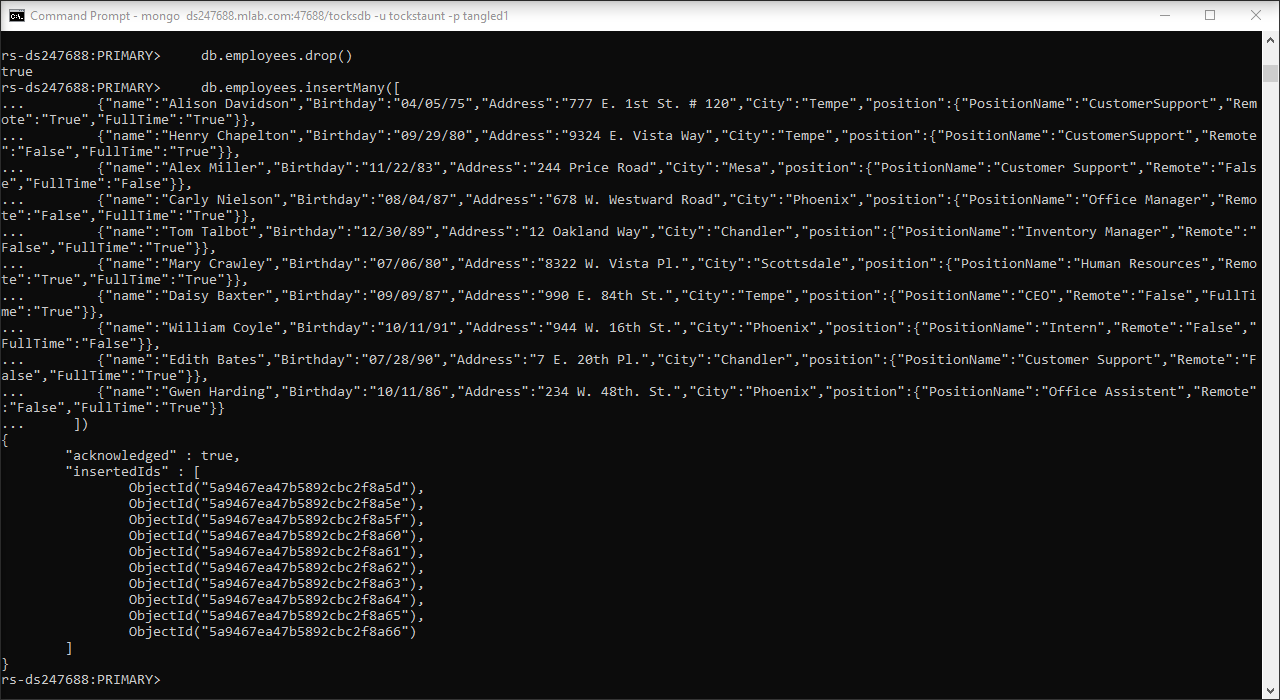 Command Prompt - mongo  ds247688.mlab.com:47688/tocksdb -u tockstaunt -p tangled1
rs-ds247688:PRIMARY>     db.employees.drop()
true
rs-ds247688:PRIMARY>     db.employees.insertMany([
...         {"name":"Alison Davidson","Birthday":"04/05/75","Address":"777 E. 1st St. # 120","City":"Tempe","position":{"PositionName":"CustomerSupport","Rem
ote":"True","FullTime":"True"}},
...         {"name":"Henry Chapelton","Birthday":"09/29/80","Address":"9324 E. Vista Way","City":"Tempe","position":{"PositionName":"CustomerSupport","Remote
":"False","FullTime":"True"}},
...         {"name":"Alex Miller","Birthday":"11/22/83","Address":"244 Price Road","City":"Mesa","position":{"PositionName":"Customer Support","Remote":"Fals
e","FullTime":"False"}},
...         {"name":"Carly Nielson","Birthday":"08/04/87","Address":"678 W. Westward Road","City":"Phoenix","position":{"PositionName":"Office Manager","Remo
te":"False","FullTime":"True"}},
...         {"name":"Tom Talbot","Birthday":"12/30/89","Address":"12 Oakland Way","City":"Chandler","position":{"PositionName":"Inventory Manager","Remote":"
False","FullTime":"True"}},
...         {"name":"Mary Crawley","Birthday":"07/06/80","Address":"8322 W. Vista Pl.","City":"Scottsdale","position":{"PositionName":"Human Resources","Remo
te":"True","FullTime":"True"}},
...         {"name":"Daisy Baxter","Birthday":"09/09/87","Address":"990 E. 84th St.","City":"Tempe","position":{"PositionName":"CEO","Remote":"False","FullTi
me":"True"}},
...         {"name":"William Coyle","Birthday":"10/11/91","Address":"944 W. 16th St.","City":"Phoenix","position":{"PositionName":"Intern","Remote":"False","
FullTime":"False"}},
...         {"name":"Edith Bates","Birthday":"07/28/90","Address":"7 E. 20th Pl.","City":"Chandler","position":{"PositionName":"Customer Support","Remote":"F
alse","FullTime":"True"}},
...         {"name":"Gwen Harding","Birthday":"10/11/86","Address":"234 W. 48th. St.","City":"Phoenix","position":{"PositionName":"Office Assistent","Remote"
:"False","FullTime":"True"}}
...      ])
{
        "acknowledged" : true,
        "insertedIds" : [
                ObjectId("5a9467ea47b5892cbc2f8a5d"),
                ObjectId("5a9467ea47b5892cbc2f8a5e"),
                ObjectId("5a9467ea47b5892cbc2f8a5f"),
                ObjectId("5a9467ea47b5892cbc2f8a60"),
                ObjectId("5a9467ea47b5892cbc2f8a61"),
                ObjectId("5a9467ea47b5892cbc2f8a62"),
                ObjectId("5a9467ea47b5892cbc2f8a63"),
                ObjectId("5a9467ea47b5892cbc2f8a64"),
                ObjectId("5a9467ea47b5892cbc2f8a65"),
                ObjectId("5a9467ea47b5892cbc2f8a66")
        ]
}
rs-ds247688:PRIMARY>